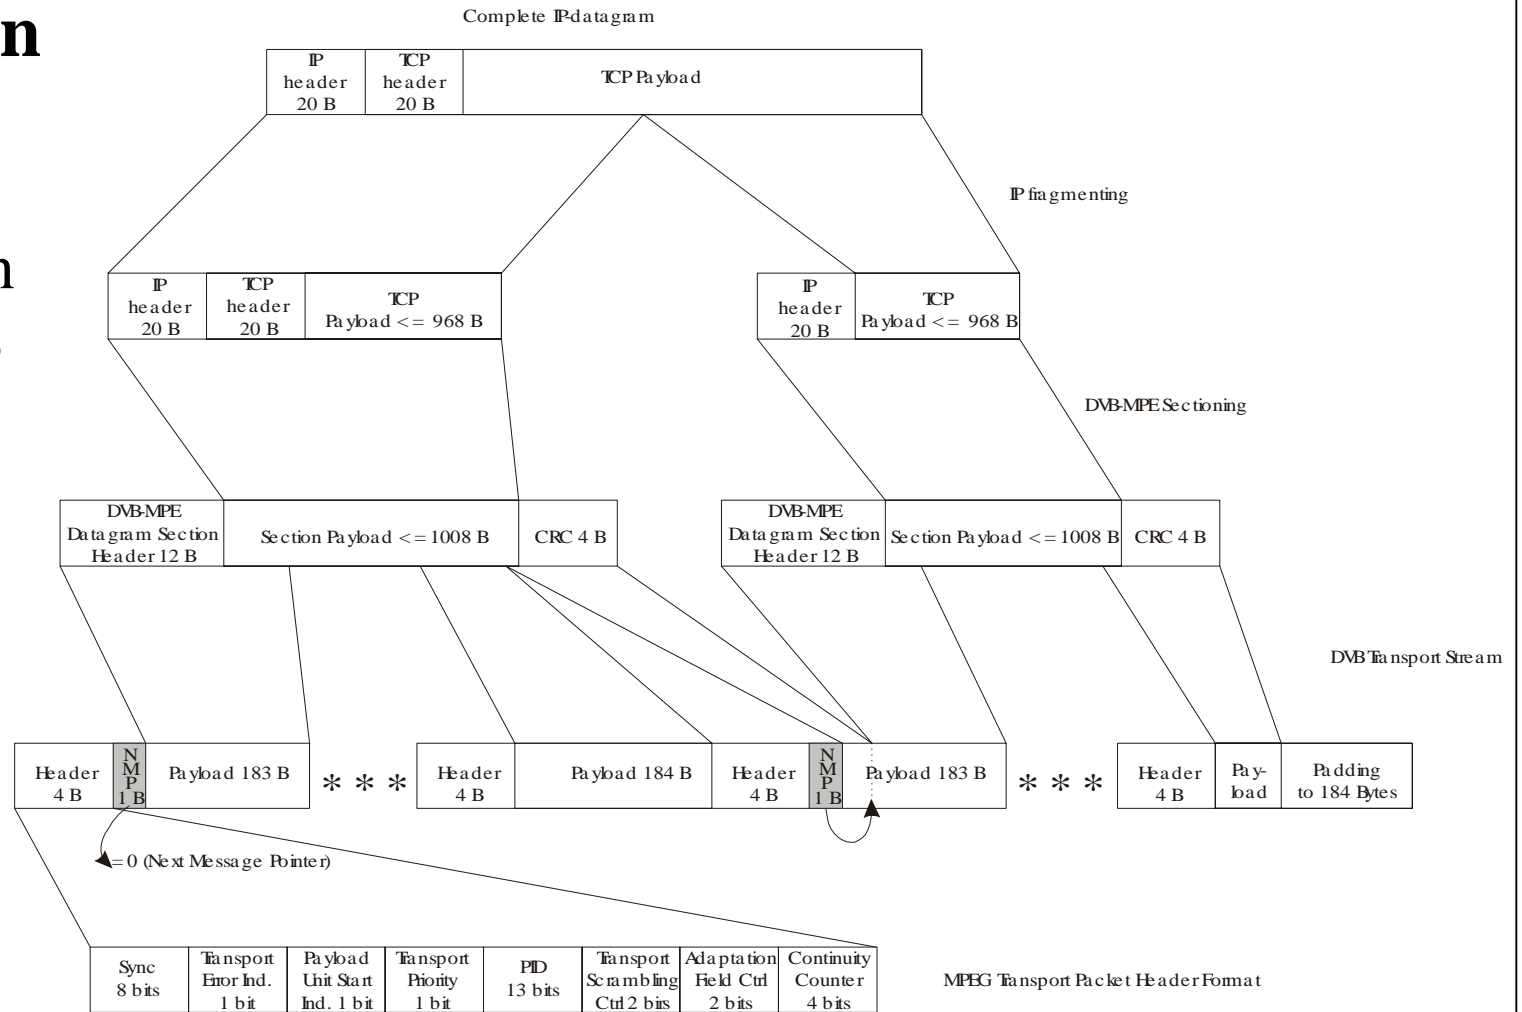 n
Complete IP-datagram
IP
header
20 B
TCP
header
20 B
TCP Payload
IP fragmenting
n
IP
header
20 B
TCP
header
20 B
TCP
Payload <= 968 B
IP
header
20 B
TCP
Payload <= 968 B
DVB-MPE Sectioning
DVB-MPE
Datagram Section
Header 12 B
Section Payload <= 1008 B
CRC 4 B
DVB-MPE
Datagram Section
Header 12 B
Section Payload <= 1008 B
CRC 4 B
DVB Transport Stream
Header
4 B
N
M
P
1 B
Payload 183 B
* * *
Header
4 B
Payload 184 B
Header
4 B
N
M
P
1 B
Payload 183 B
* * *
Header
4 B
Pay-
load
Padding
to 184 Bytes
= 0 (Next Message Pointer)
Sync
8 bits
Transport
Error Ind.
1 bit
Payload
Unit Start
Ind. 1 bit
Transport
Priority
1 bit
PID
13 bits
Transport
Scrambling
Ctrl 2 birs
Adaptation
Field Ctrl
2 bits
Continuity
Counter
4 bits
MPEG Transport Packet Header Format